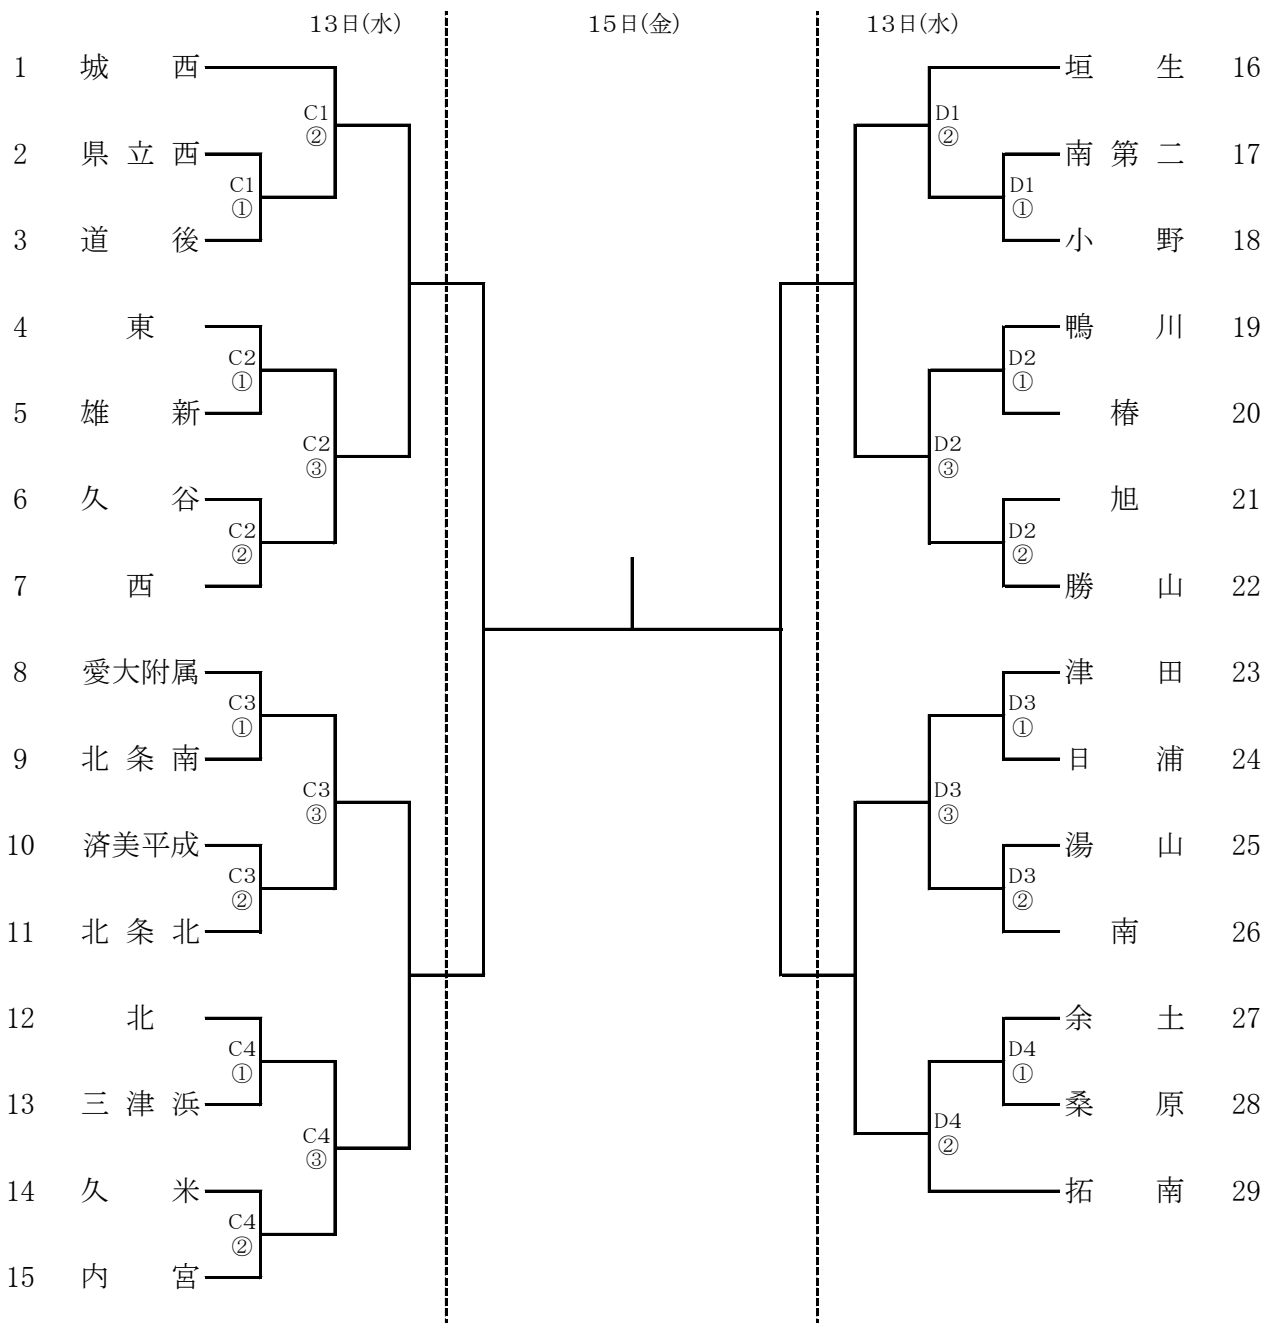 13日(水) 15日(金) 13日(水)
1 城西 垣生 16
C1 D1
② ②
2 県立西 南第二 17
C1 D1
① ①
3 道後 小野 18
4 東 鴨川 19
C2 D2
① ①
5 雄新 椿 20
C2 D2
③ ③
6 久谷 旭 21
C2 D2
② ②
7 西 勝山 22
8 愛大附属 津田 23
C3 D3
① ①
9 北条南 日浦 24
C3 D3
③ ③
10 済美平成 湯山 25
C3 D3
② ②
11 北条北 南 26
12 北 余土 27
C4 D4
① ①
13 三津浜 桑原 28
C4 D4
③ ②
14 久米 拓南 29
C4
②
15 内宮